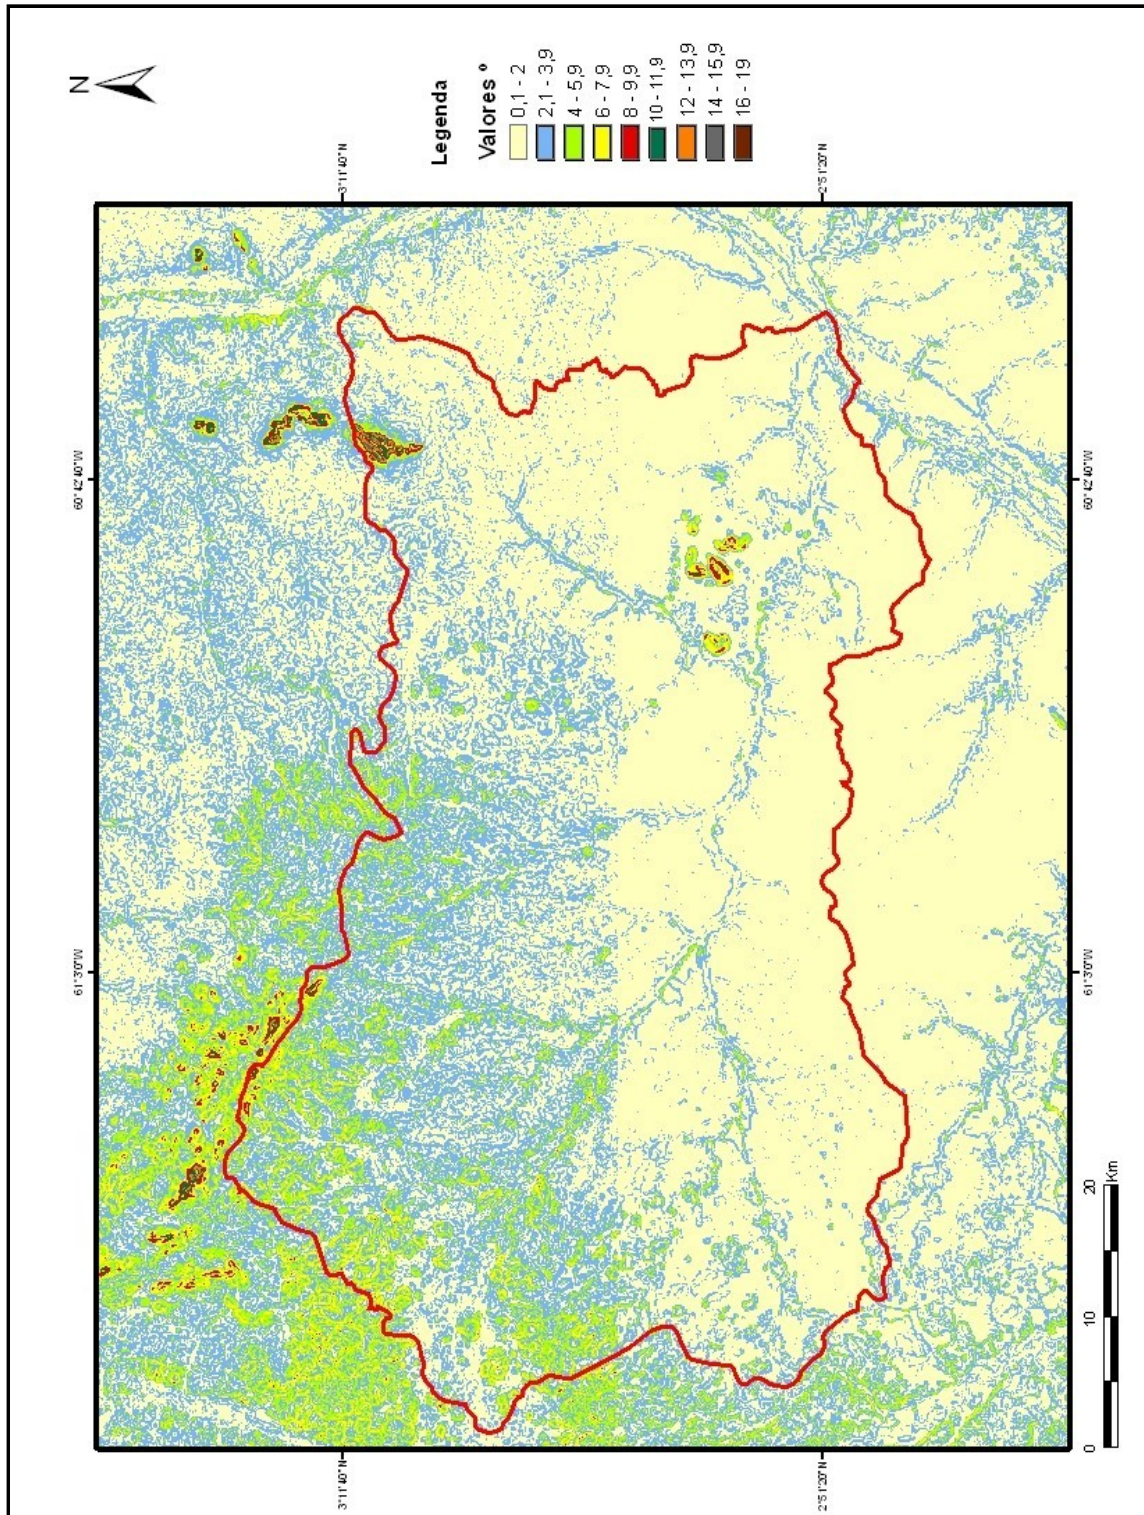 N
Legenda
Valores º
0,1 - 2
2,1 - 3,9
4 - 5,9
6 - 7,9
8 - 9,9
10 - 11,9
12 - 13,9
14 - 15,9
16 - 19
3°11'40"N
2°51'20"N
60°42'40"W
60°42'40"W
61°3'0"W
61°3'0"W
3°11'40"N
2°51'20"N
0
10
20
Km